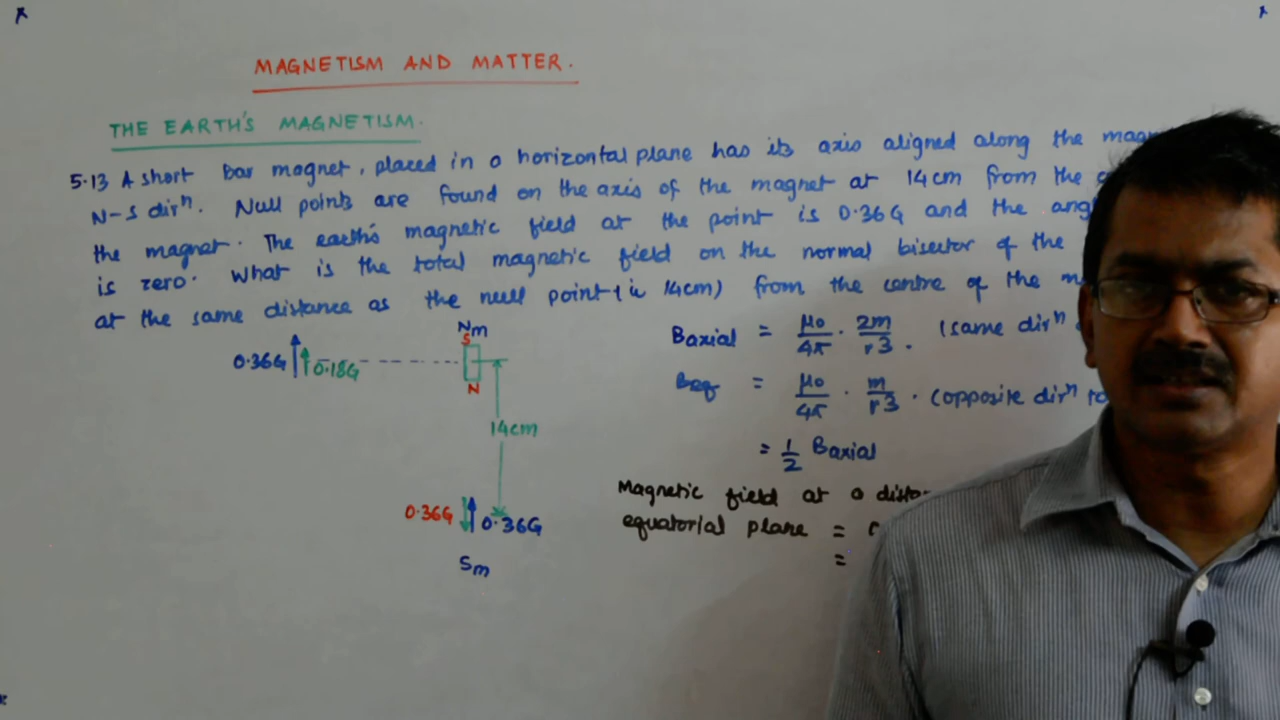 MAGNETISM AND MATTER.
THE EARTH'S MAGNETISM.
5.13 A short bar magnet, placed in a horizontal plane has its axis aligned along the
N-S dirⁿ. Null points are found on the axis of the magnet at 14 cm from the
the magnet. The earth's magnetic field at the point is 0.36G and the
is zero. What is the total magnetic field on the normal bisector of the
at the same distance as the null point (ie 14cm) from the centre of the
Nm
S
0.36G 0.18G
N
14cm
0.36G 0.36G
Sm
Baxial = μ0/4π . 2m/r3 . (same dirⁿ
Beq = μ0/4π . m/r3 . (opposite dirⁿ to
= 1/2 Baxial
Magnetic field at a
equatorial plane =
=